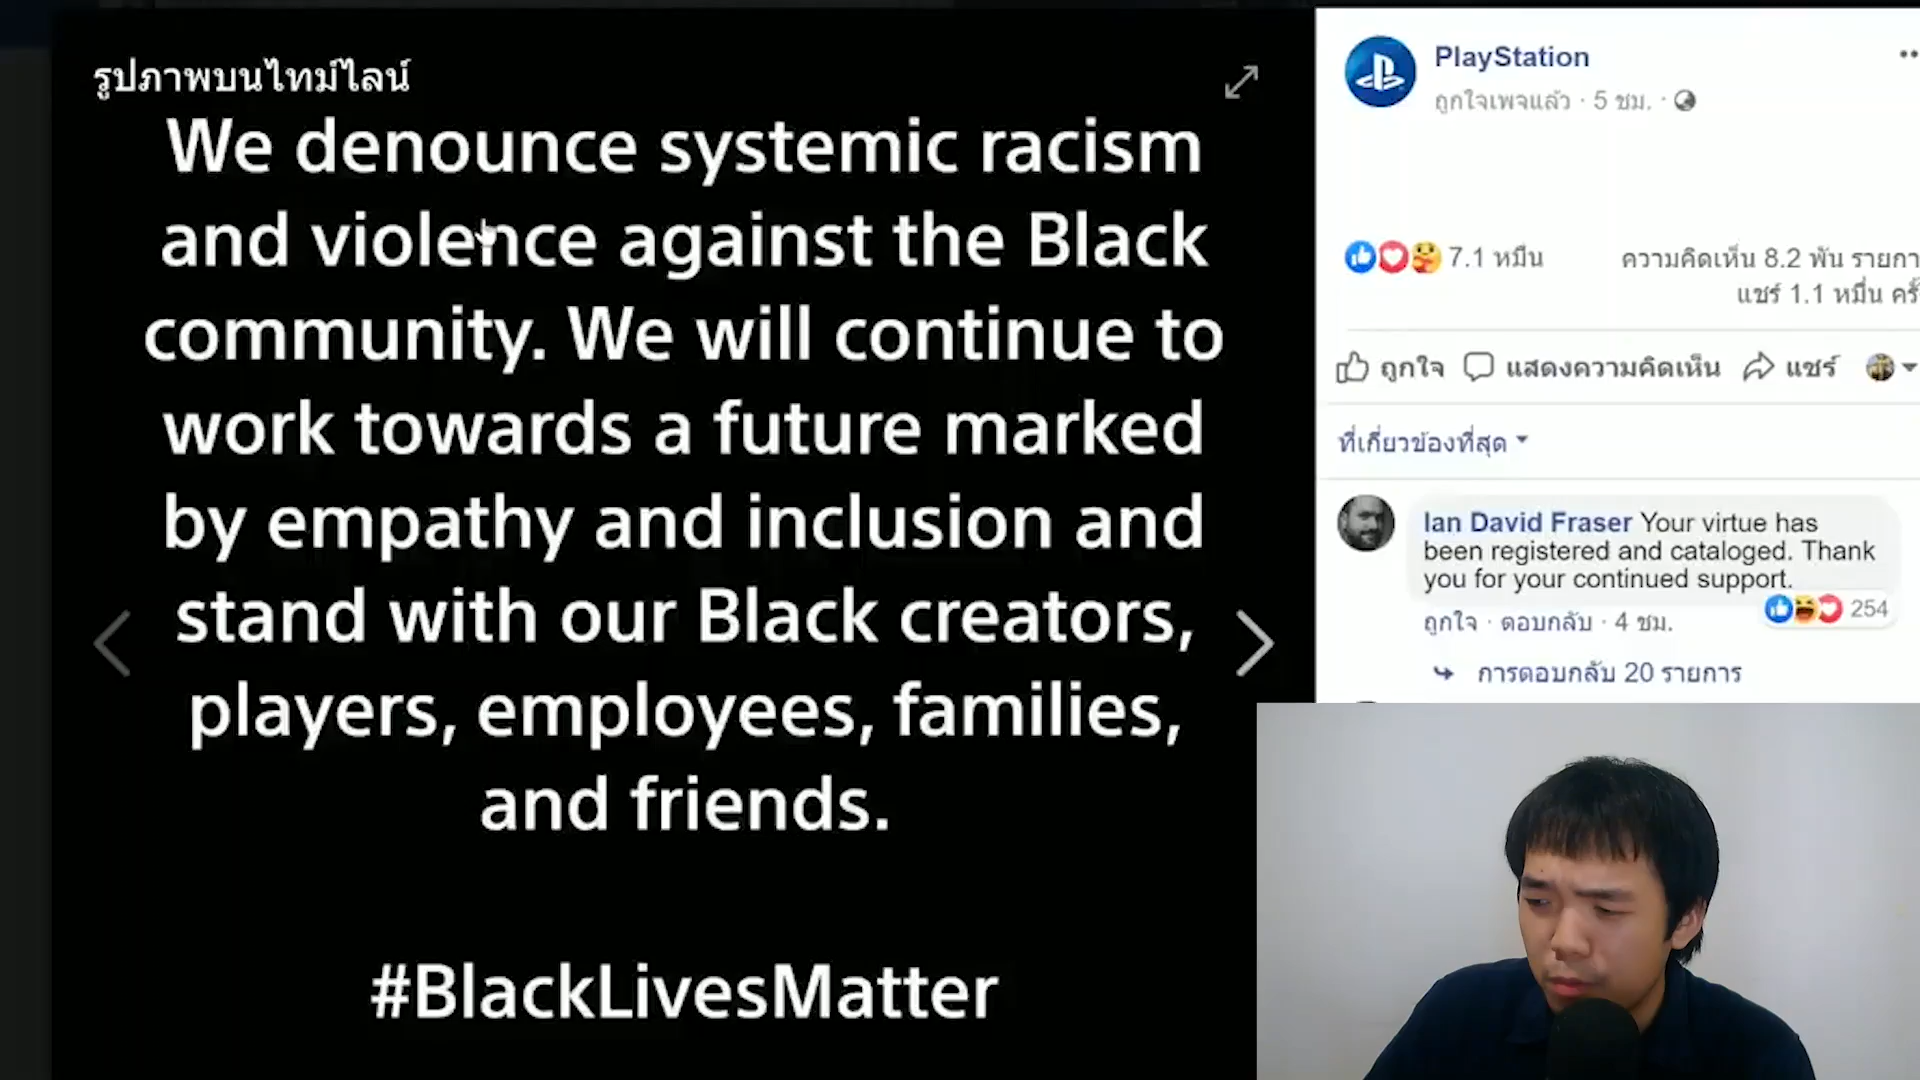 รูปภาพบนไทม์ไลน์
We denounce systemic racism
and violence against the Black
community. We will continue to
work towards a future marked
by empathy and inclusion and
stand with our Black creators,
players, employees, families,
and friends.
#BlackLivesMatter
PlayStation
ถูกใจเพจแล้ว · 5 ชม. ·
7.1 หมื่น
ความคิดเห็น 8.2 พัน รายกา
แชร์ 1.1 หมื่น ครั้
ถูกใจ แสดงความคิดเห็น แชร์
ที่เกี่ยวข้องที่สุด
Ian David Fraser Your virtue has
been registered and cataloged. Thank
you for your continued support.
254
ถูกใจ · ตอบกลับ · 4 ชม.
การตอบกลับ 20 รายการ